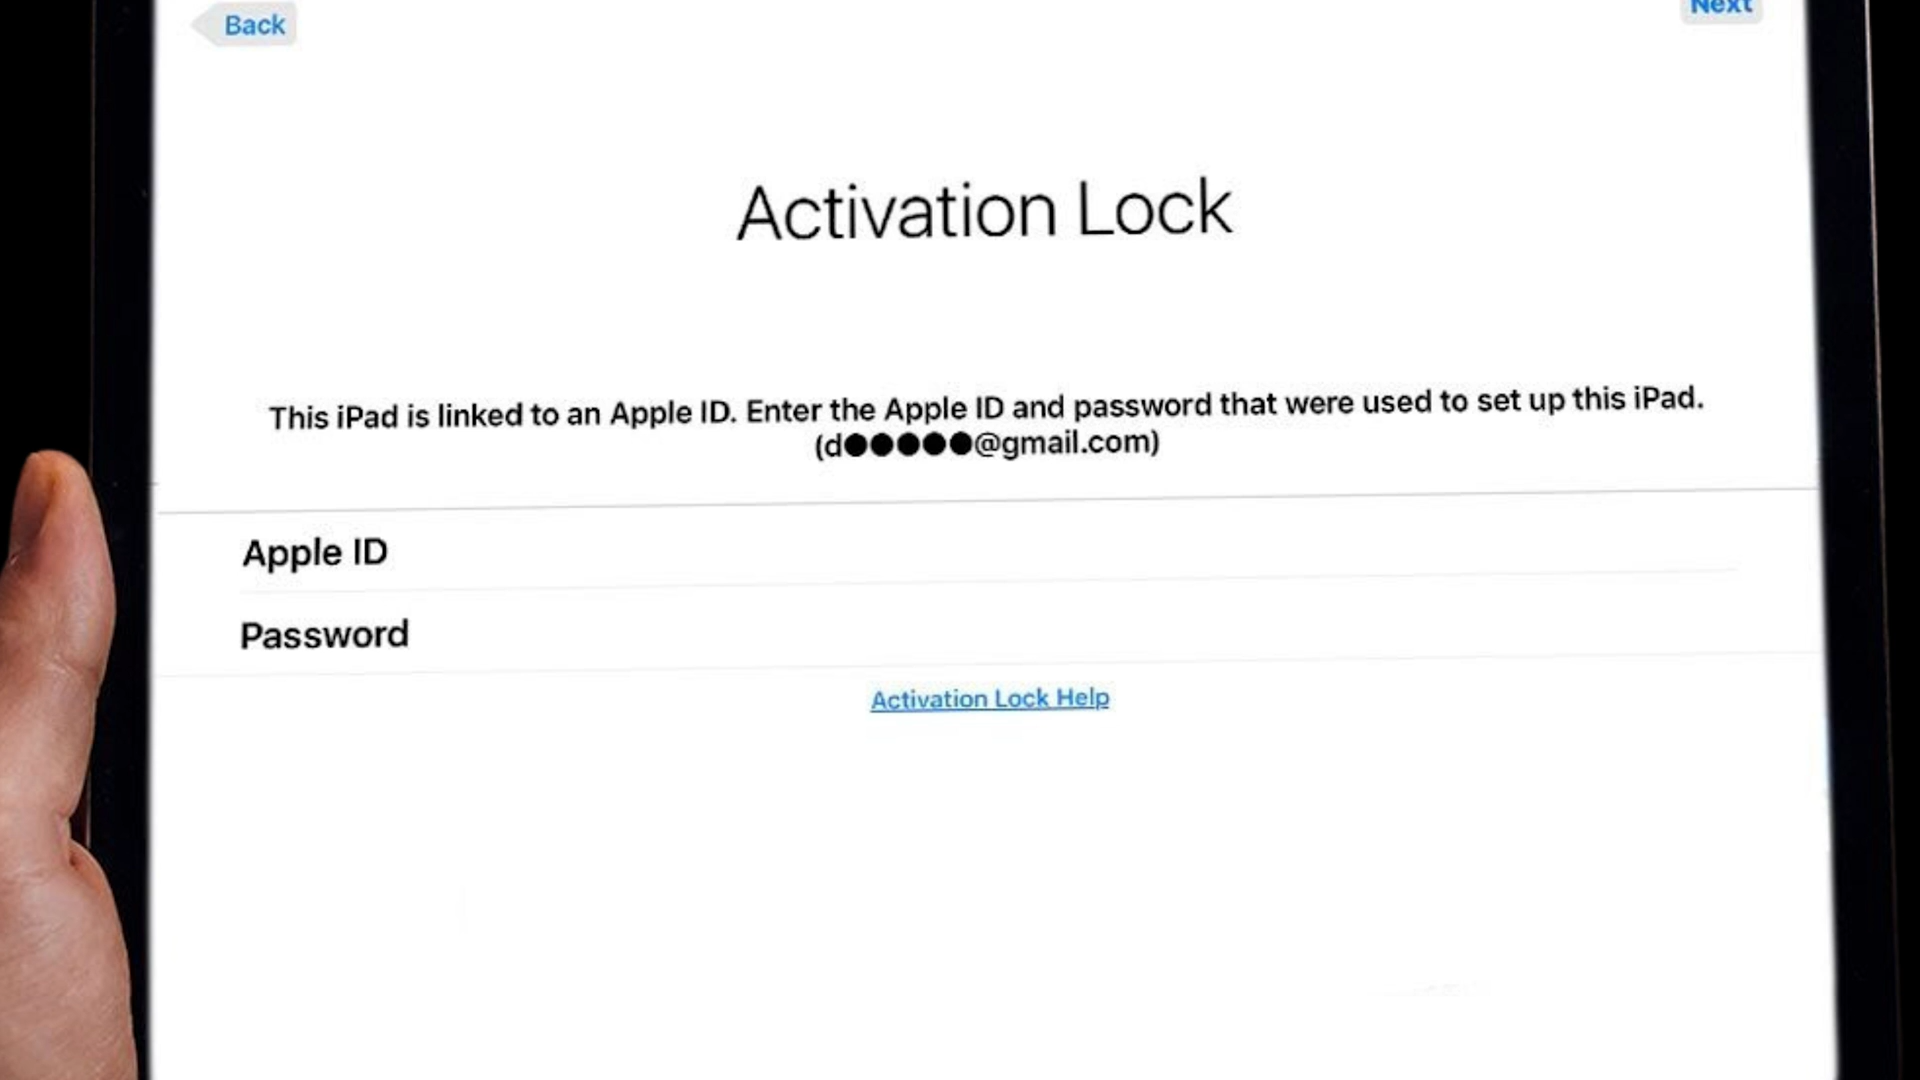 Back
Next
Activation Lock
This iPad is linked to an Apple ID. Enter the Apple ID and password that were used to set up this iPad.
(d●●●●●@gmail.com)
Apple ID
Password
Activation Lock Help